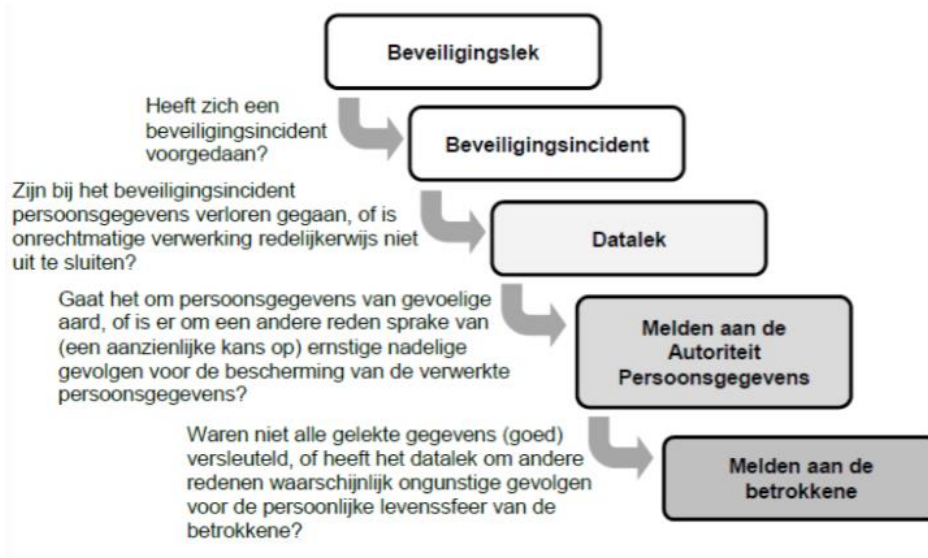 Beveiligingslek
Heeft zich een
beveiligingsincident
voorgedaan?
Beveiligingsincident
Zijn bij het beveiligingsincident
persoonsgegevens verloren gegaan, of is
onrechtmatige verwerking redelijkerwijs niet
uit te sluiten?
Datalek
Gaat het om persoonsgegevens van gevoelige
aard, of is er om een andere reden sprake van
(een aanzienlijke kans op) ernstige nadelige
gevolgen voor de bescherming van de verwerkte
persoonsgegevens?
Melden aan de
Autoriteit
Persoonsgegevens
Waren niet alle gelekte gegevens (goed)
versleuteld, of heeft het datalek om andere
redenen waarschijnlijk ongunstige gevolgen
voor de persoonlijke levenssfeer van de
betrokkene?
Melden aan de
betrokkene